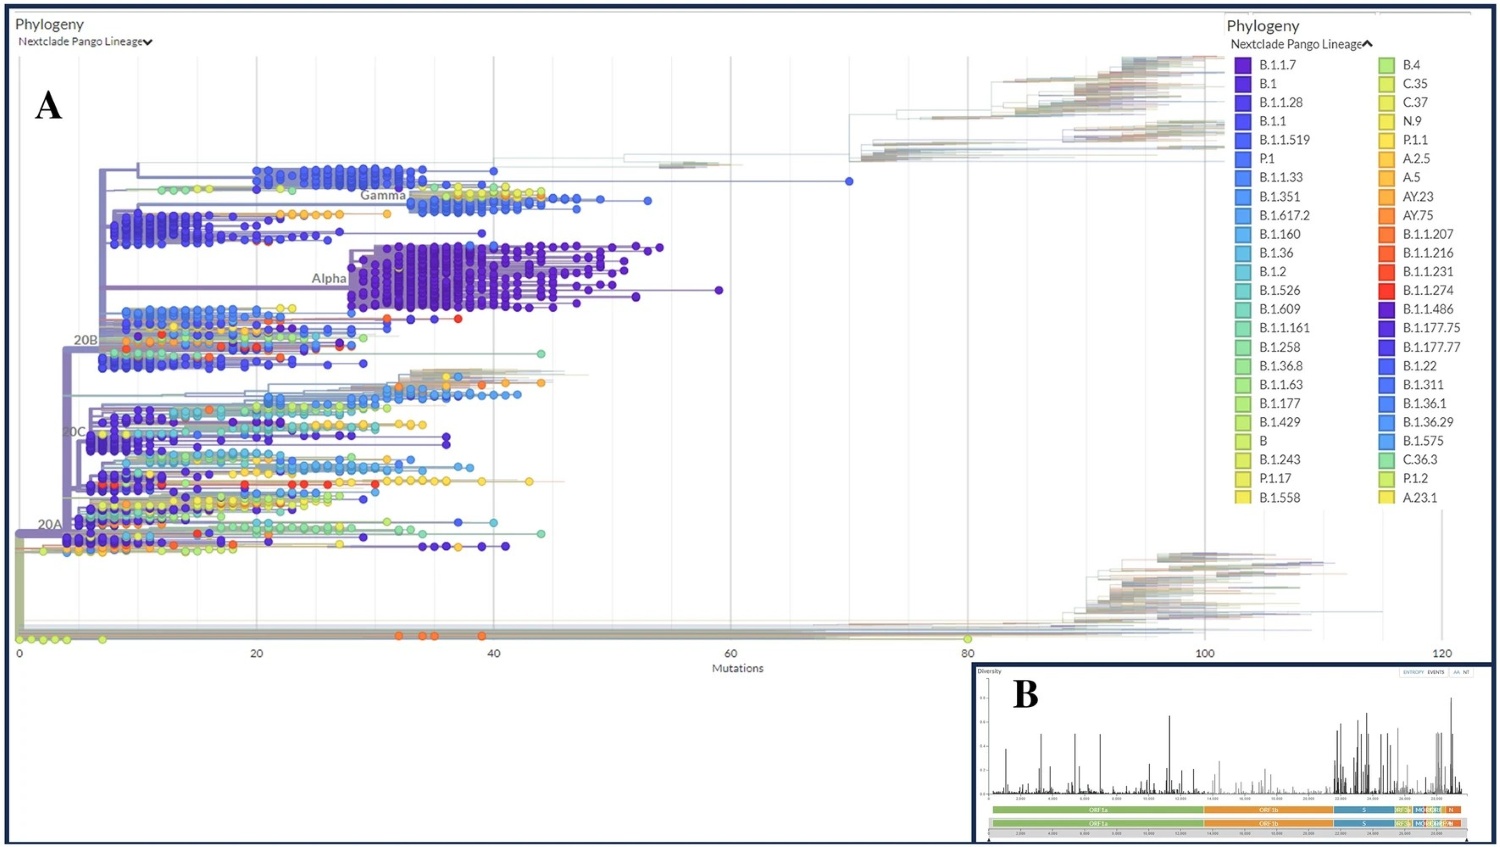 Phylogeny
Nextclade Pango Lineage
A
Gamma
Alpha
20B
20C
20A
0 20 40 60 80 100 120
Mutations
Phylogeny
Nextclade Pango Lineage
B.1.1.7
B.1
B.1.1.28
B.1.1
B.1.1.519
P.1
B.1.1.33
B.1.351
B.1.617.2
B.1.160
B.1.36
B.1.2
B.1.526
B.1.609
B.1.1.161
B.1.258
B.1.36.8
B.1.1.63
B.1.177
B.1.429
B
B.1.243
P.1.17
B.1.558
B.4
C.35
C.37
N.9
P.1.1
A.2.5
A.5
AY.23
AY.75
B.1.1.207
B.1.1.216
B.1.1.231
B.1.1.274
B.1.1.486
B.1.177.75
B.1.177.77
B.1.22
B.1.311
B.1.36.1
B.1.36.29
B.1.575
C.36.3
P.1.2
A.23.1
Diversity
ENTROPY EVENTS AA NT
B
ORF1a ORF1b S N
ORF1a ORF1b S